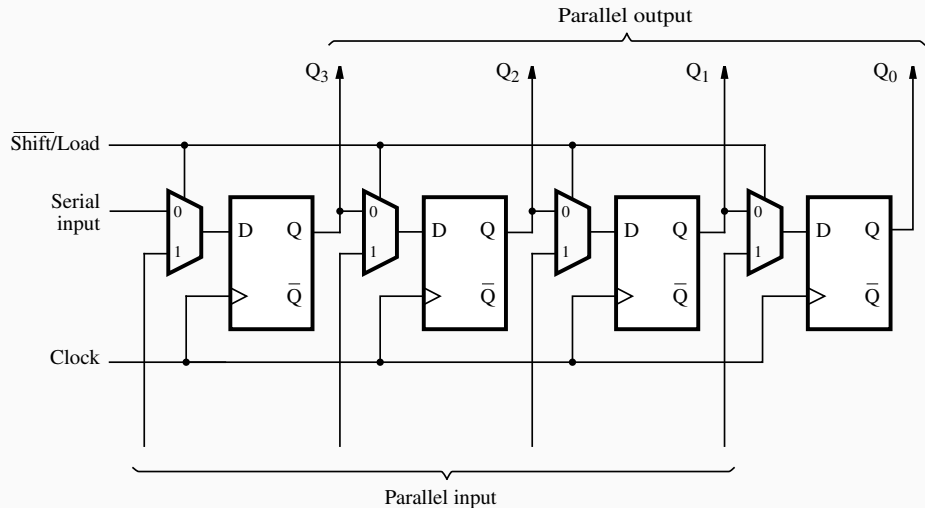 Parallel output
Q3 Q2 Q1 Q0
Shift/Load
Serial
input
0 0 0 0
D Q D Q D Q D Q
1 1 1 1
Q Q Q Q
Clock
Parallel input